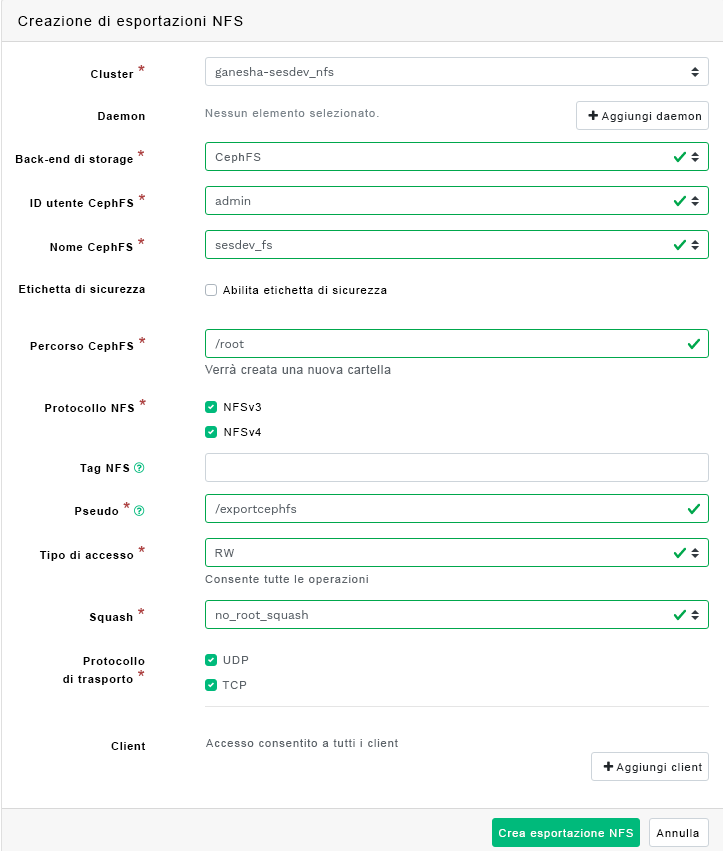 Creazione di esportazioni NFS
Cluster *
ganesha-sesdev_nfs
Daemon
Nessun elemento selezionato.
Aggiungi daemon
Back-end di storage *
CephFS
ID utente CephFS *
admin
Nome CephFS *
sesdev_fs
Etichetta di sicurezza
Abilita etichetta di sicurezza
Percorso CephFS *
/root
Verrà creata una nuova cartella
Protocollo NFS *
NFSv3
NFSv4
Tag NFS ?
Pseudo * ?
/exportcephfs
Tipo di accesso *
RW
Consente tutte le operazioni
Squash *
no_root_squash
Protocollo
di trasporto *
UDP
TCP
Client
Accesso consentito a tutti i client
Aggiungi client
Crea esportazione NFS
Annulla